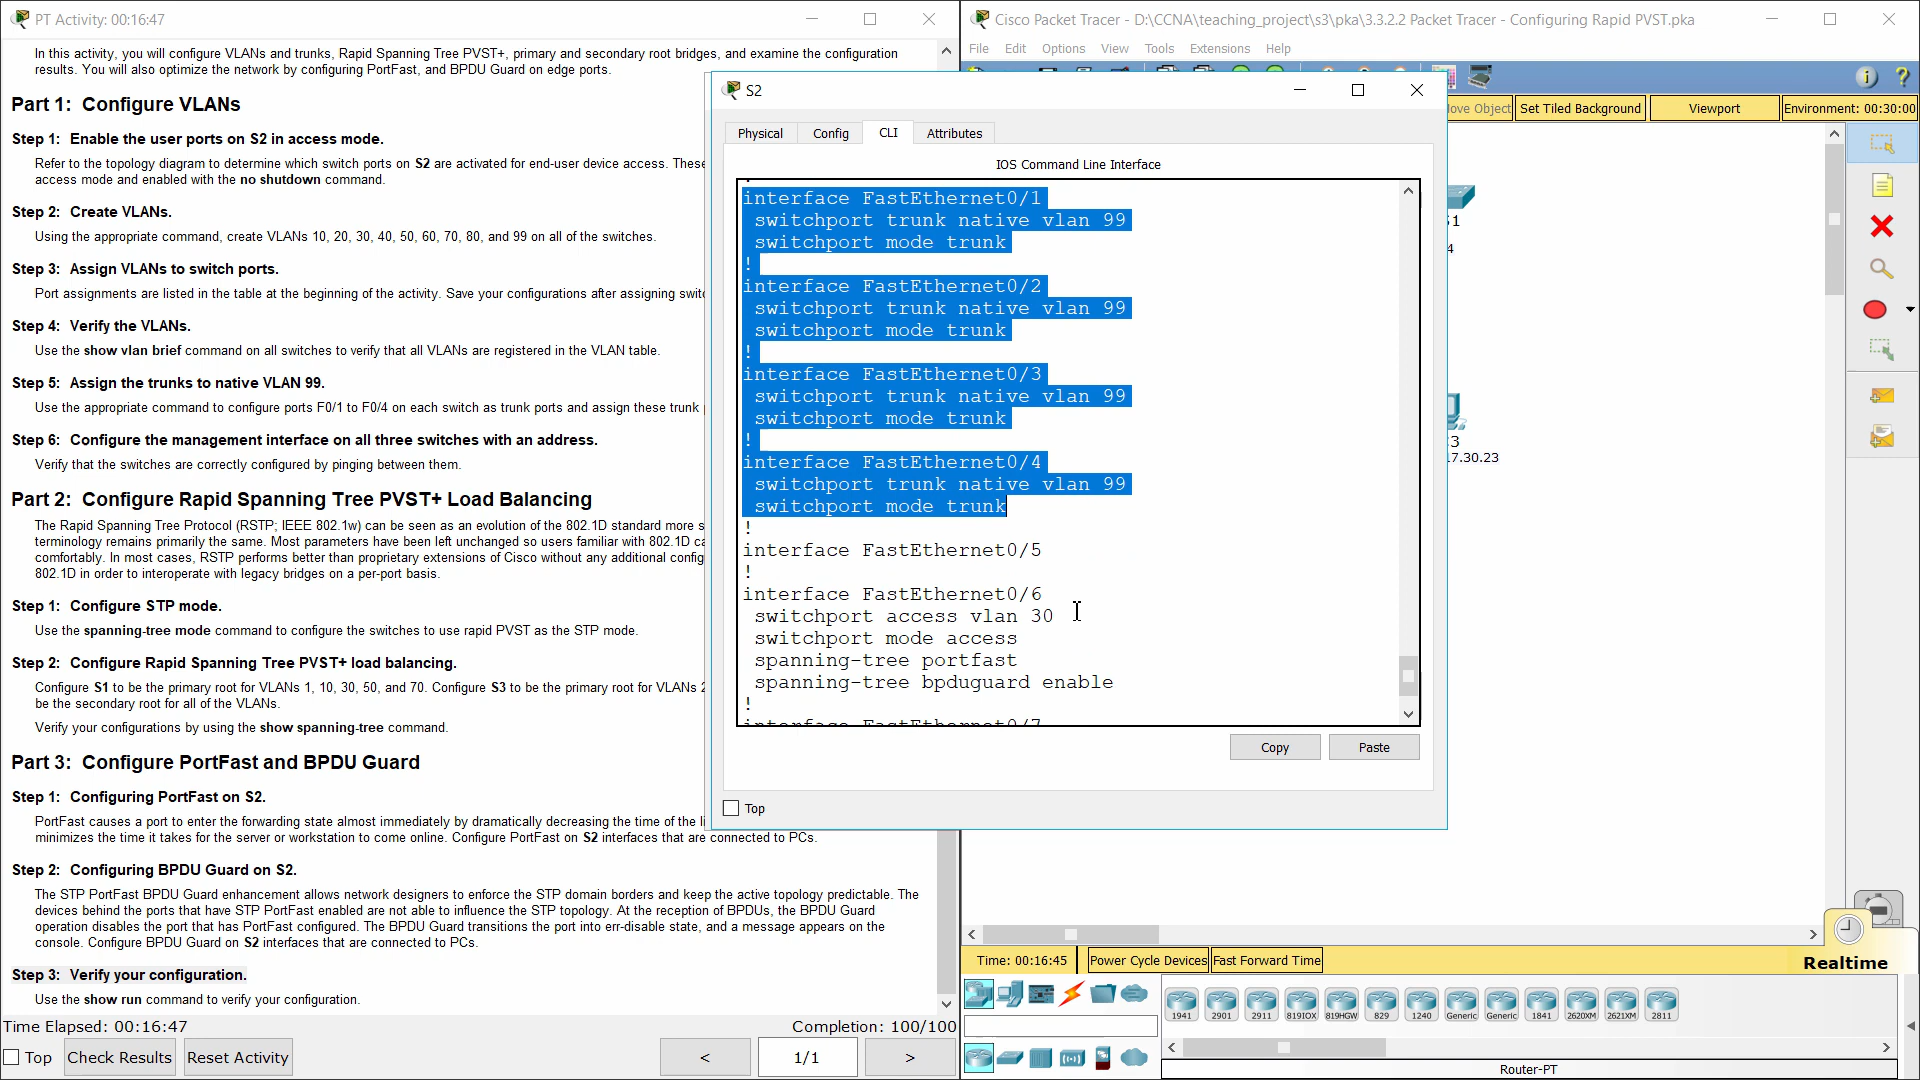 PT Activity: 00:16:47
In this activity, you will configure VLANs and trunks, Rapid Spanning Tree PVST+, primary and secondary root bridges, and examine the configuration
results. You will also optimize the network by configuring PortFast, and BPDU Guard on edge ports.
Part 1: Configure VLANs
Step 1: Enable the user ports on S2 in access mode.
Refer to the topology diagram to determine which switch ports on S2 are activated for end-user device access. These
access mode and enabled with the no shutdown command.
Step 2: Create VLANs.
Using the appropriate command, create VLANs 10, 20, 30, 40, 50, 60, 70, 80, and 99 on all of the switches.
Step 3: Assign VLANs to switch ports.
Port assignments are listed in the table at the beginning of the activity. Save your configurations after assigning
Step 4: Verify the VLANs.
Use the show vlan brief command on all switches to verify that all VLANs are registered in the VLAN table.
Step 5: Assign the trunks to native VLAN 99.
Use the appropriate command to configure ports F0/1 to F0/4 on each switch as trunk ports and assign these trunk
Step 6: Configure the management interface on all three switches with an address.
Verify that the switches are correctly configured by pinging between them.
Part 2: Configure Rapid Spanning Tree PVST+ Load Balancing
The Rapid Spanning Tree Protocol (RSTP; IEEE 802.1w) can be seen as an evolution of the 802.1D standard more
terminology remains primarily the same. Most parameters have been left unchanged so users familiar with 802.1D
comfortably. In most cases, RSTP performs better than proprietary extensions of Cisco without any additional
802.1D in order to interoperate with legacy bridges on a per-port basis.
Step 1: Configure STP mode.
Use the spanning-tree mode command to configure the switches to use rapid PVST as the STP mode.
Step 2: Configure Rapid Spanning Tree PVST+ load balancing.
Configure S1 to be the primary root for VLANs 1, 10, 30, 50, and 70. Configure S3 to be the primary root for VLANs 2
be the secondary root for all of the VLANs.
Verify your configurations by using the show spanning-tree command.
Part 3: Configure PortFast and BPDU Guard
Step 1: Configuring PortFast on S2.
PortFast causes a port to enter the forwarding state almost immediately by dramatically decreasing the time of the
minimizes the time it takes for the server or workstation to come online. Configure PortFast on S2 interfaces that are connected to PCs.
Step 2: Configuring BPDU Guard on S2.
The STP PortFast BPDU Guard enhancement allows network designers to enforce the STP domain borders and keep the active topology predictable. The
devices behind the ports that have STP PortFast enabled are not able to influence the STP topology. At the reception of BPDUs, the BPDU Guard
operation disables the port that has PortFast configured. The BPDU Guard transitions the port into err-disable state, and a message appears on the
console. Configure BPDU Guard on S2 interfaces that are connected to PCs.
Step 3: Verify your configuration.
Use the show run command to verify your configuration.
Time Elapsed: 00:16:47
Completion: 100/100
Top
Check Results
Reset Activity
<
1/1
>
Cisco Packet Tracer - D:\CCNA\teaching_project\s3\pka\3.3.2.2 Packet Tracer - Configuring Rapid PVST.pka
File Edit Options View Tools Extensions Help
Move Object
Set Tiled Background
Viewport
Environment: 00:30:00
S2
Physical
Config
CLI
Attributes
IOS Command Line Interface
interface FastEthernet0/1
switchport trunk native vlan 99
switchport mode trunk
!
interface FastEthernet0/2
switchport trunk native vlan 99
switchport mode trunk
!
interface FastEthernet0/3
switchport trunk native vlan 99
switchport mode trunk
!
interface FastEthernet0/4
switchport trunk native vlan 99
switchport mode trunk
!
interface FastEthernet0/5
!
interface FastEthernet0/6
switchport access vlan 30
switchport mode access
spanning-tree portfast
spanning-tree bpduguard enable
!
interface FastEthernet0/7
Copy
Paste
Top
1
4
3
7.30.23
Time: 00:16:45
Power Cycle Devices
Fast Forward Time
Realtime
1941
2901
2911
819IOX
819HGW
829
1240
Generic
Generic
1841
2620XM
2621XM
2811
Router-PT